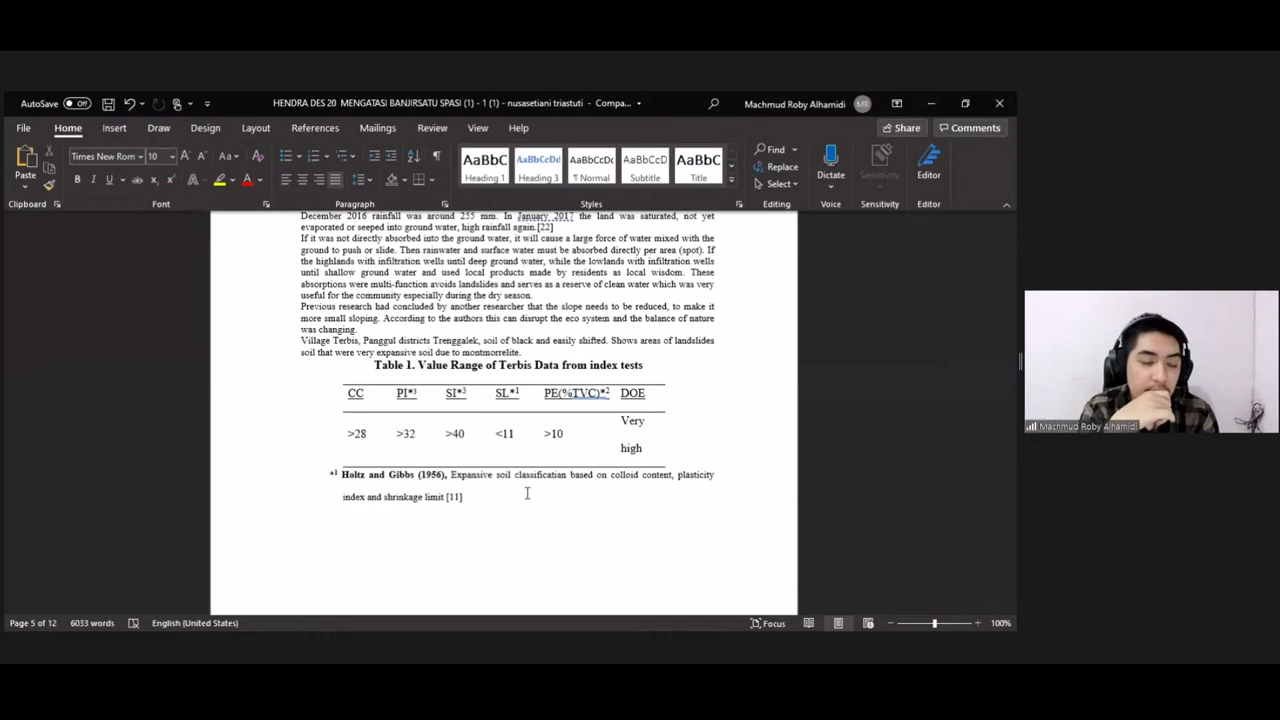 AutoSave Off
HENDRA DES 20 MENGATASI BANJIRSATU SPASI (1) - 1 (1) - nusasetiani triastuti - Compa...
Machmud Roby Alhamidi MR
File Home Insert Draw Design Layout References Mailings Review View Help
Share Comments
Paste
Times New Rom 10
AaBbC AaBbCcDd AaBbCc AaBbCcD AaBbC
Heading 1 Heading 3 ¶ Normal Subtitle Title
Find
Replace
Select
Dictate Sensitivity Editor
Clipboard Font Paragraph Styles Editing Voice Sensitivity Editor
December 2016 rainfall was around 255 mm. In January 2017 the land was saturated, not yet
evaporated or seeped into ground water, high rainfall again.[22]
If it was not directly absorbed into the ground water, it will cause a large force of water mixed with the
ground to push or slide. Then rainwater and surface water must be absorbed directly per area (spot). If
the highlands with infiltration wells until deep ground water, while the lowlands with infiltration wells
until shallow ground water and used local products made by residents as local wisdom. These
absorptions were multi-function avoids landslides and serves as a reserve of clean water which was very
useful for the community especially during the dry season.
Previous research had concluded by another researcher that the slope needs to be reduced, to make it
more small sloping. According to the authors this can disrupt the eco system and the balance of nature
was changing.
Village Terbis, Panggul districts Trenggalek, soil of black and easily shifted. Shows areas of landslides
soil that were very expansive soil due to montmorrelite.
Table 1. Value Range of Terbis Data from index tests
CC PI*³ SI*³ SL*¹ PE(%TVC)*² DOE
>28 >32 >40 <11 >10 Very
high
*¹ Holtz and Gibbs (1956), Expansive soil classification based on colloid content, plasticity
index and shrinkage limit [11]
Machmud Roby Alhamidi
Page 5 of 12 6033 words English (United States) Focus 100%